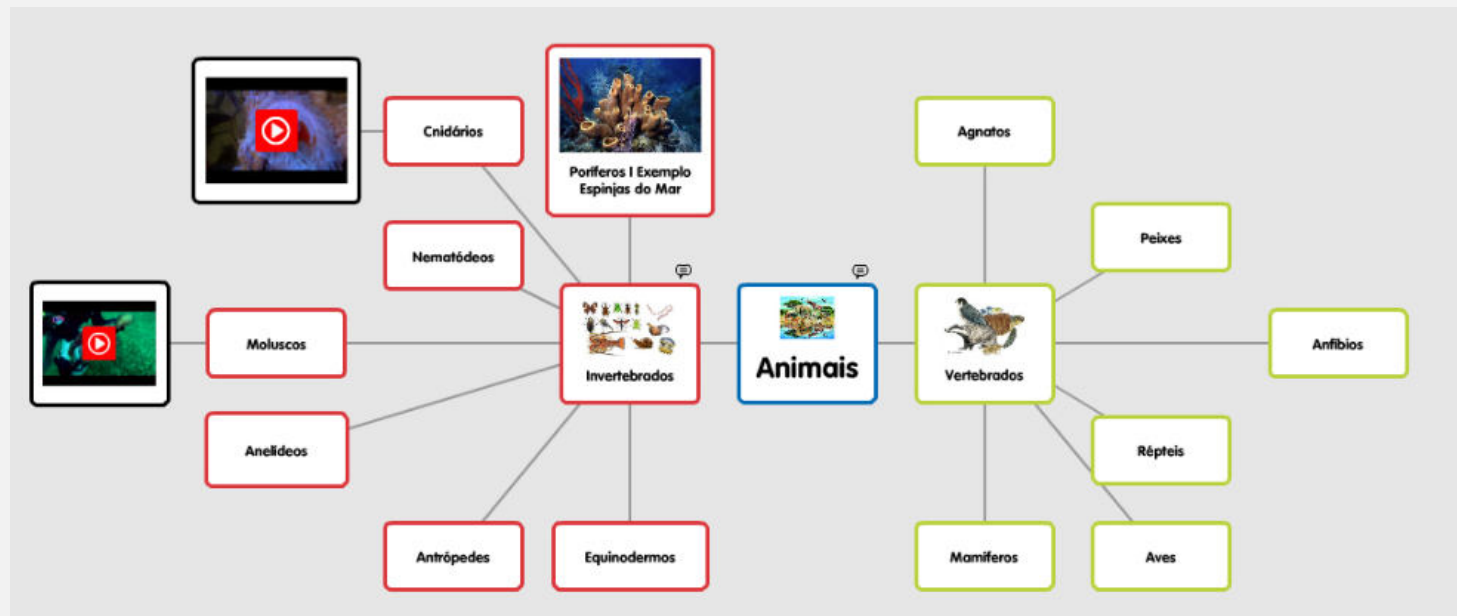 Cnidários
Poríferos I Exemplo
Espinjas do Mar
Agnatos
Nematódeos
Peixes
Moluscos
Invertebrados
Animais
Vertebrados
Anfíbios
Anelídeos
Répteis
Antrópedes
Equinodermos
Mamíferos
Aves